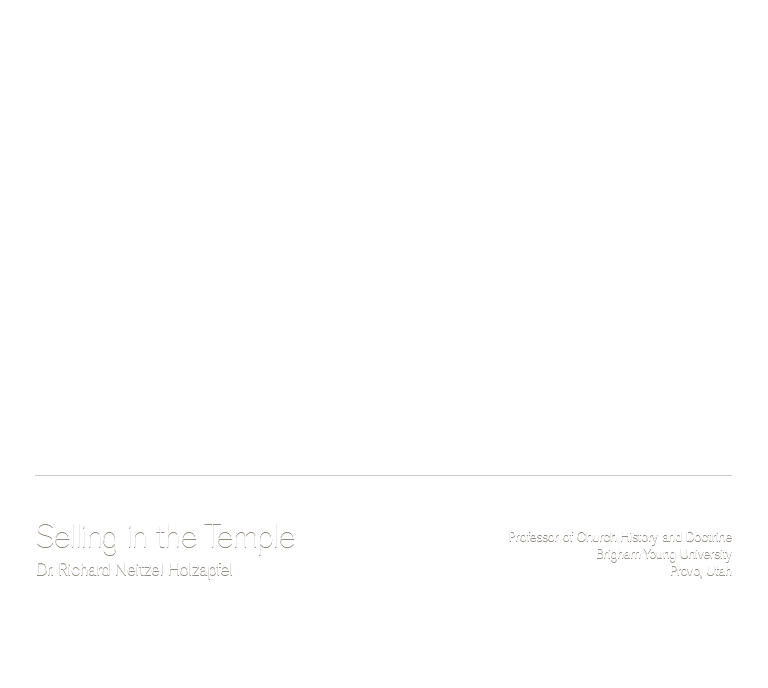 Selling in the Temple
Dr. Richard Neitzel Holzapfel
Professor of Church History and Doctrine
Brigham Young University
Provo, Utah